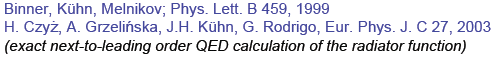 Binner, Kühn, Melnikov; Phys. Lett. B 459, 1999
H. Czyż, A. Grzelińska, J.H. Kühn, G. Rodrigo, Eur. Phys. J. C 27, 2003
(exact next-to-leading order QED calculation of the radiator function)